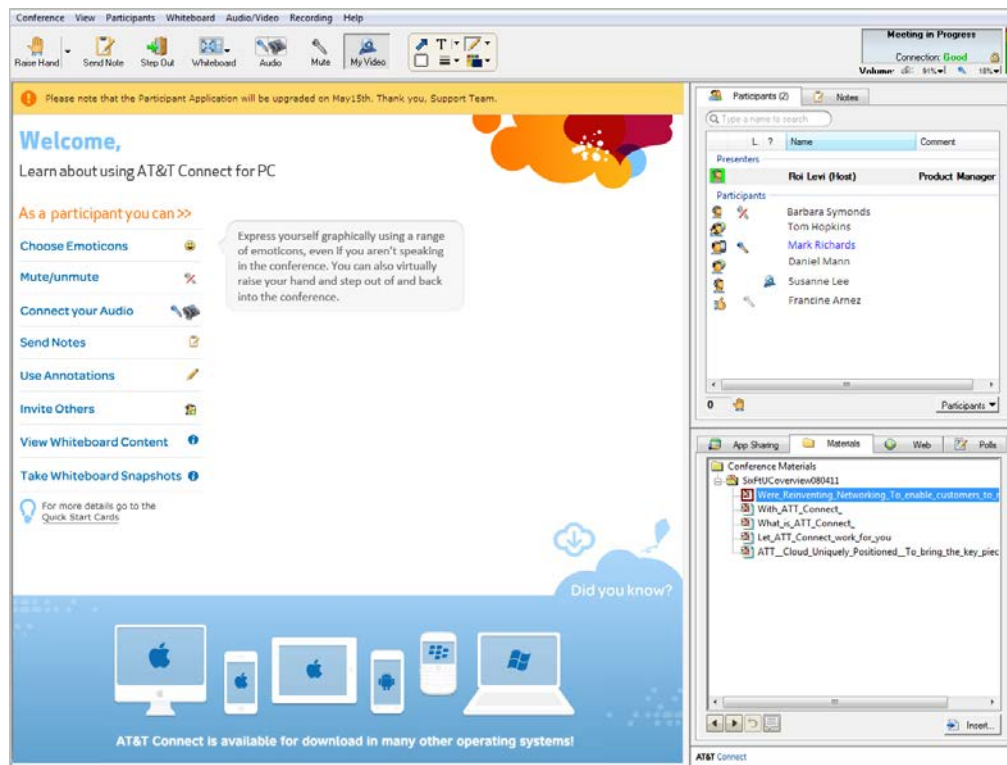 Conference View Participants Whiteboard Audio/Video Recording Help
Raise Hand Send Note Step Out Whiteboard Audio Mute My Video
T
Meeting in Progress
Connection: Good
Volume: 91% 18%
Please note that the Participant Application will be upgraded on May15th. Thank you, Support Team.
Welcome,
Learn about using AT&T Connect for PC
As a participant you can >>
Choose Emoticons
Mute/unmute
Connect your Audio
Send Notes
Use Annotations
Invite Others
View Whiteboard Content
Take Whiteboard Snapshots
For more details go to the
Quick Start Cards
Express yourself graphically using a range
of emoticons, even if you aren't speaking
in the conference. You can also virtually
raise your hand and step out of and back
into the conference.
Did you know?
AT&T Connect is available for download in many other operating systems!
Participants (2) Notes
Type a name to search
L ? Name Comment
Presenters
Roi Levi (Host) Product Manager
Participants
Barbara Symonds
Tom Hopkins
Mark Richards
Daniel Mann
Susanne Lee
Francine Arnez
0 Participants
App Sharing Materials Web Polls
Conference Materials
SixFtUCoverview080411
Were_Reinventing_Networking_To_enable_customers_to_r
With_ATT_Connect_
What_is_ATT_Connect_
Let_ATT_Connect_work_for_you
ATT__Cloud_Uniquely_Positioned__To_bring_the_key_piec
Insert...
AT&T Connect